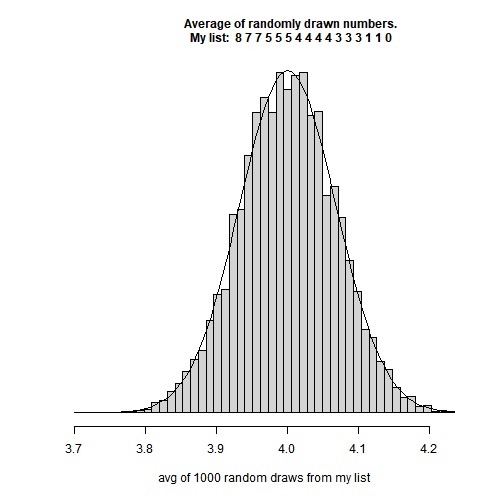 Average of randomly drawn numbers.
My list: 8 7 7 5 5 5 4 4 4 4 3 3 3 1 1 0
3.7 3.8 3.9 4.0 4.1 4.2
avg of 1000 random draws from my list